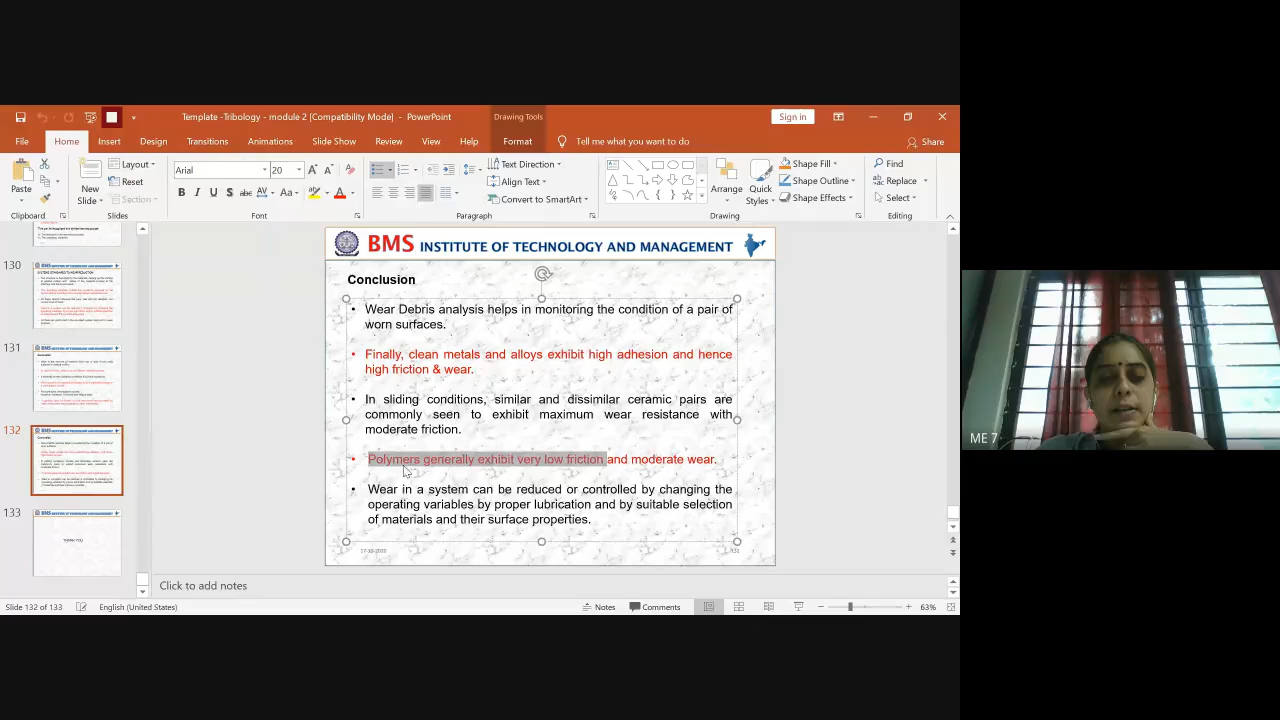 Template -Tribology - module 2 [Compatibility Mode] - PowerPoint
Drawing Tools
Sign in
File Home Insert Design Transitions Animations Slide Show Review View Format Tell me what you want to do Share
Paste
Clipboard
New Slide
Layout
Reset
Section
Slides
Arial 20
Font
Text Direction
Align Text
Convert to SmartArt
Paragraph
Arrange
Quick Styles
Shape Fill
Shape Outline
Shape Effects
Drawing
Find
Replace
Select
Editing
130
131
132
133
THANK YOU
BMS INSTITUTE OF TECHNOLOGY AND MANAGEMENT
Conclusion
• Wear Debris analysis helps in monitoring the condition of a pair of
worn surfaces.
• Finally, clean metals and alloys exhibit high adhesion and hence
high friction & wear.
• In sliding conditions, similar and dissimilar ceramic pairs are
commonly seen to exhibit maximum wear resistance with
moderate friction.
• Polymers generally exhibit very low friction and moderate wear.
• Wear in a system can be reduced or controlled by changing the
operating variables by proper lubrication and by suitable selection
of materials and their surface properties.
17-10-2020
132
ME 7
Click to add notes
Slide 132 of 133 English (United States) Notes Comments 63%